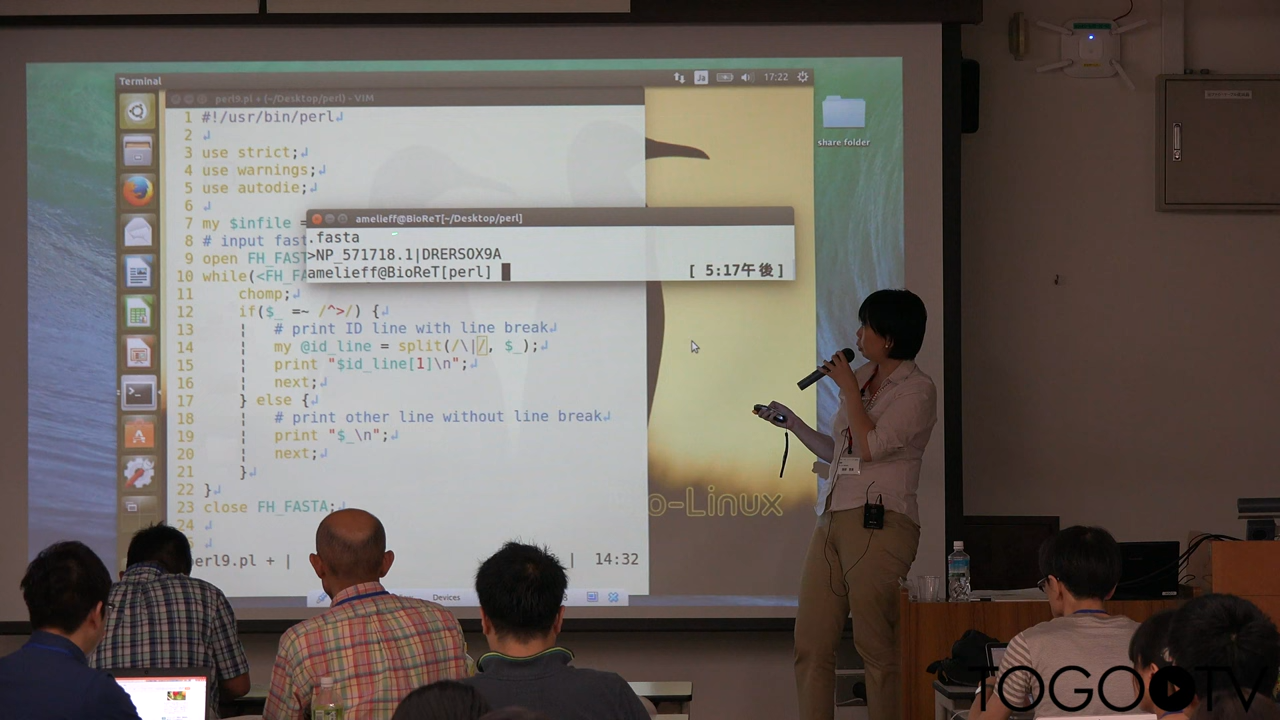 Terminal
Ja
17:22
perl9.pl + (~/Desktop/perl) - VIM
1 #!/usr/bin/perl↲
2 ↲
3 use strict;↲
4 use warnings;↲
5 use autodie;↲
6 ↲
7 my $infile =
8 # input fast
9 open FH_FAST
10 while(<FH_FA
11 chomp;↲
12 if($_ =~ /^>/) {↲
13 # print ID line with line break↲
14 my @id_line = split(/\|/, $_);↲
15 print "$id_line[1]\n";↲
16 next;↲
17 } else {↲
18 # print other line without line break↲
19 print "$_\n";↲
20 next;↲
21 }↲
22 }↲
23 close FH_FASTA;↲
24 ↲
erl9.pl + |
| 14:32
amelieff@BioReT[~/Desktop/perl]
.fasta
>NP_571718.1|DRERSOX9A
amelieff@BioReT[perl]
[ 5:17午後]
share folder
o-Linux
Devices
TOGOTV